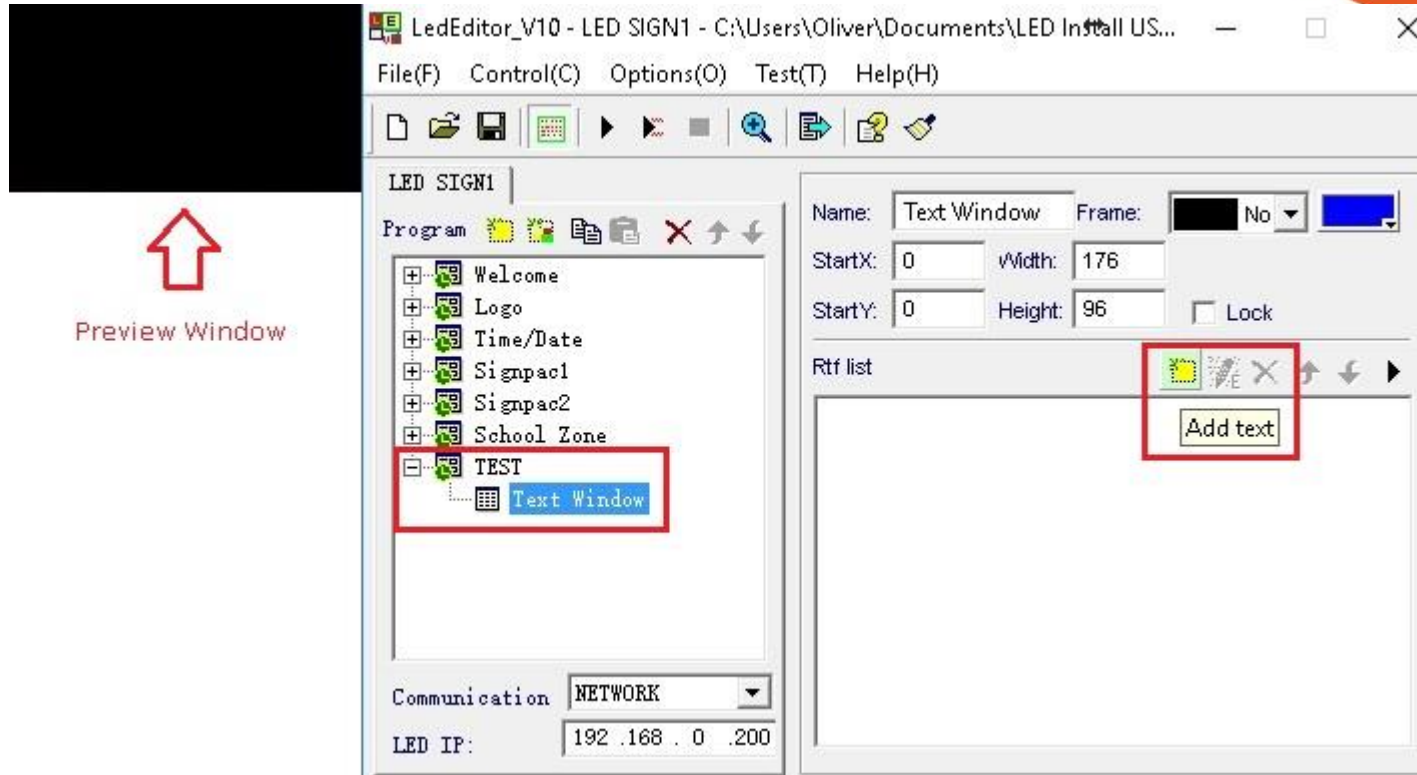 LedEditor_V10 - LED SIGN1 - C:\Users\Oliver\Documents\LED Install US...
File(F) Control(C) Options(O) Test(T) Help(H)
LED SIGN1
Program
Welcome
Logo
Time/Date
Signpac1
Signpac2
School Zone
TEST
Text Window
Communication NETWORK
LED IP: 192 .168 . 0 .200
Name: Text Window Frame: No
StartX: 0 Width: 176
StartY: 0 Height: 96 Lock
Rtf list
Add text
Preview Window